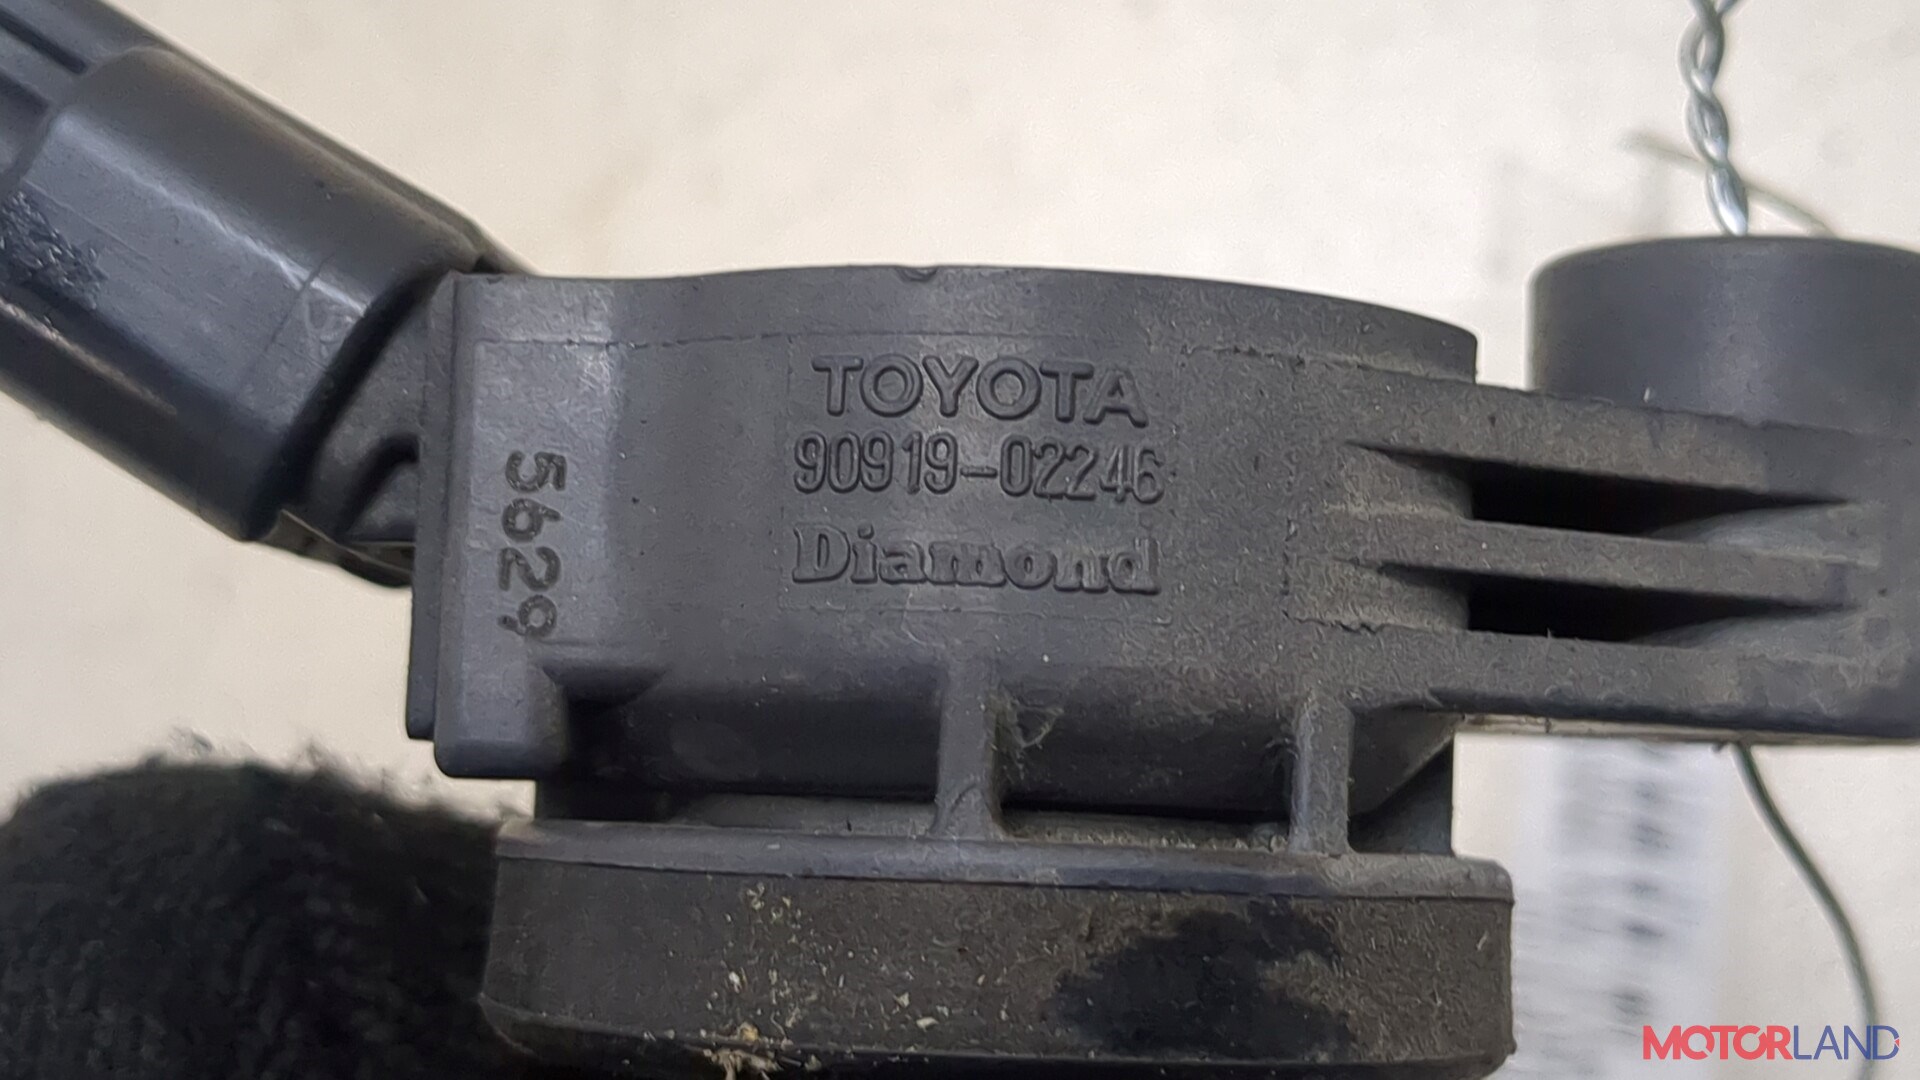 TOYOTA
90919-02246
Diamond
5629
MOTORLAND